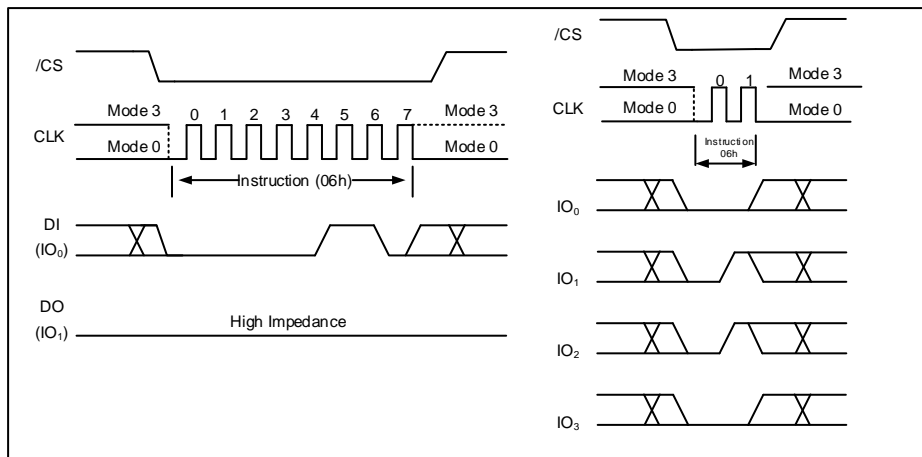 /CS
Mode 3 0 1 2 3 4 5 6 7 Mode 3
CLK
Mode 0 Mode 0
Instruction (06h)
DI
(IO₀)
DO
(IO₁)
High Impedance
/CS
Mode 3 0 1 Mode 3
CLK
Mode 0 Mode 0
Instruction
06h
IO₀
IO₁
IO₂
IO₃